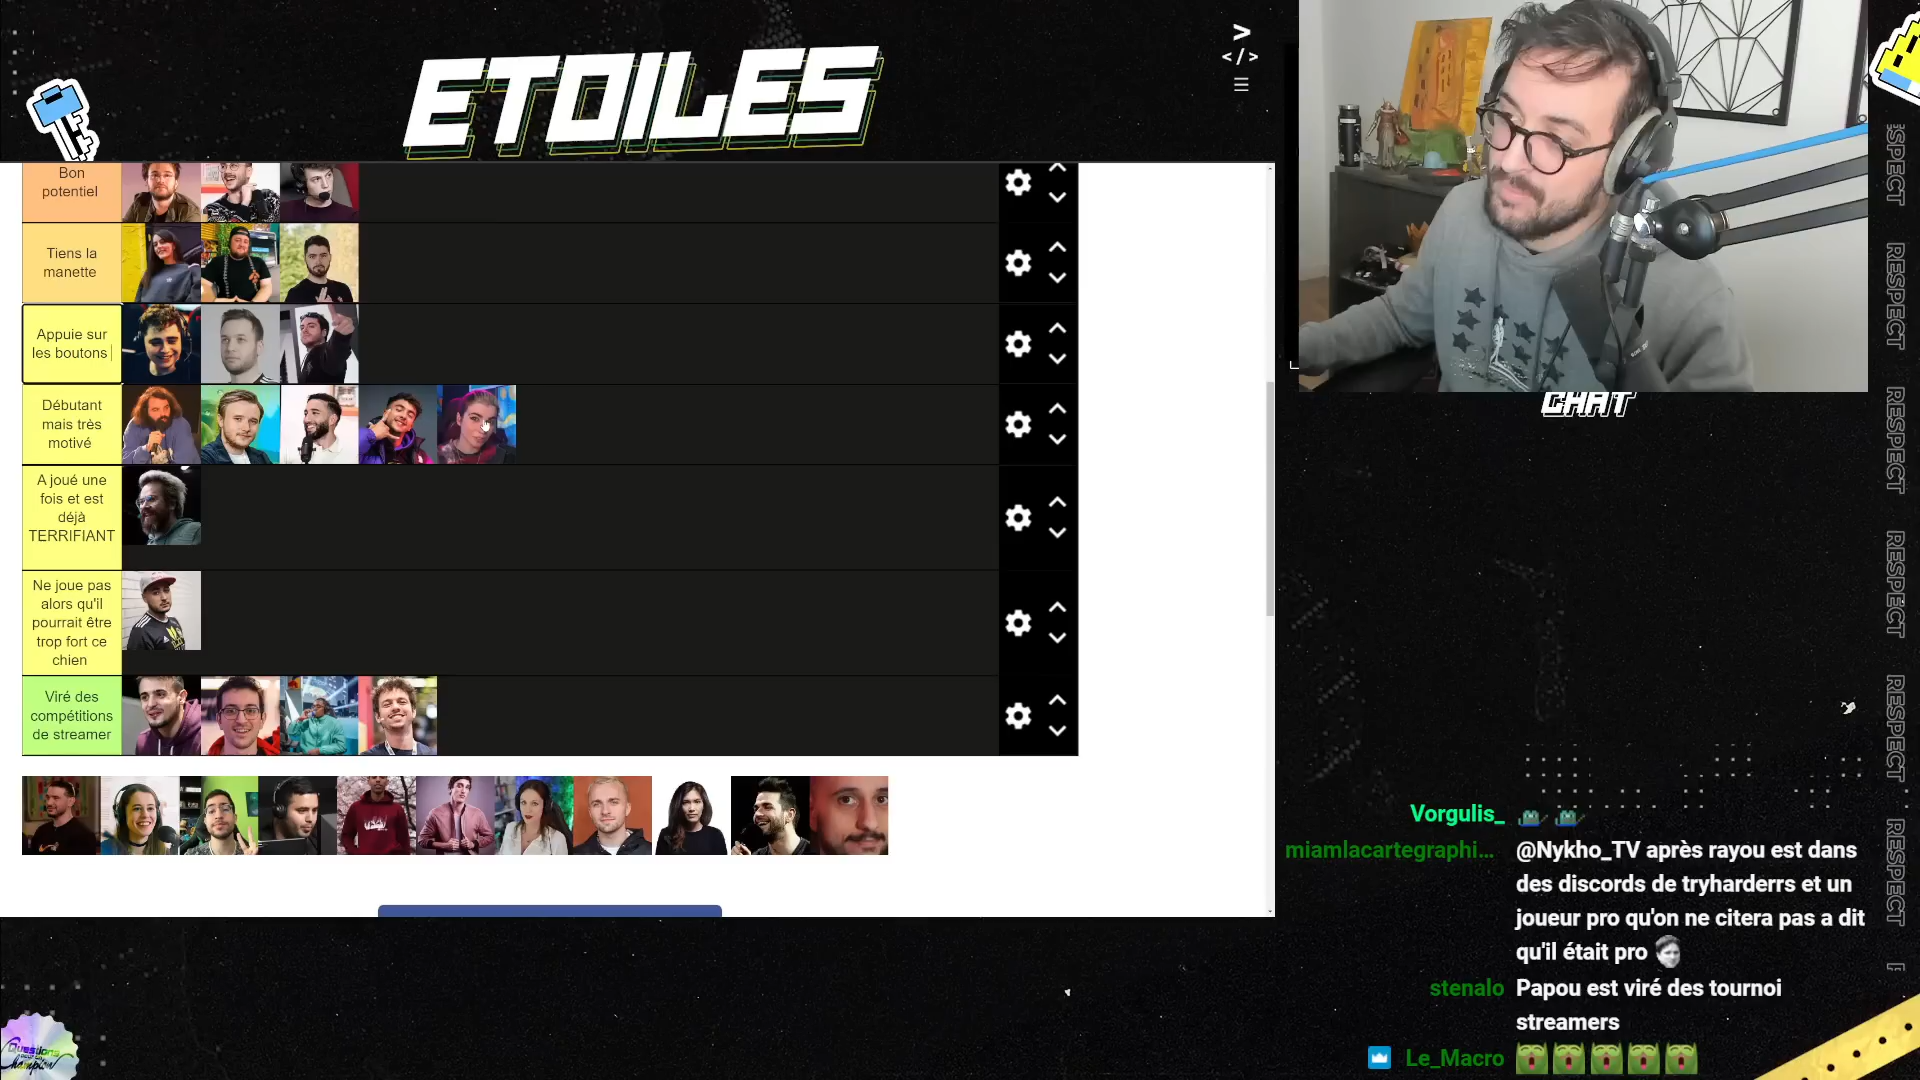 ETOILES
>
</>
Bon
potentiel
Tiens la
manette
Appuie sur
les boutons
Débutant
mais très
motivé
A joué une
fois et est
déjà
TERRIFIANT
Ne joue pas
alors qu'il
pourrait être
trop fort ce
chien
Viré des
compétitions
de streamer
CHAT
Vorgulis_
miamlacartegraphi... @Nykho_TV après rayou est dans
des discords de tryharderrs et un
joueur pro qu'on ne citera pas a dit
qu'il était pro
stenalo Papou est viré des tournoi
streamers
Le_Macro
RESPECT
RESPECT
RESPECT
RESPECT
RESPECT
Questions
Champion